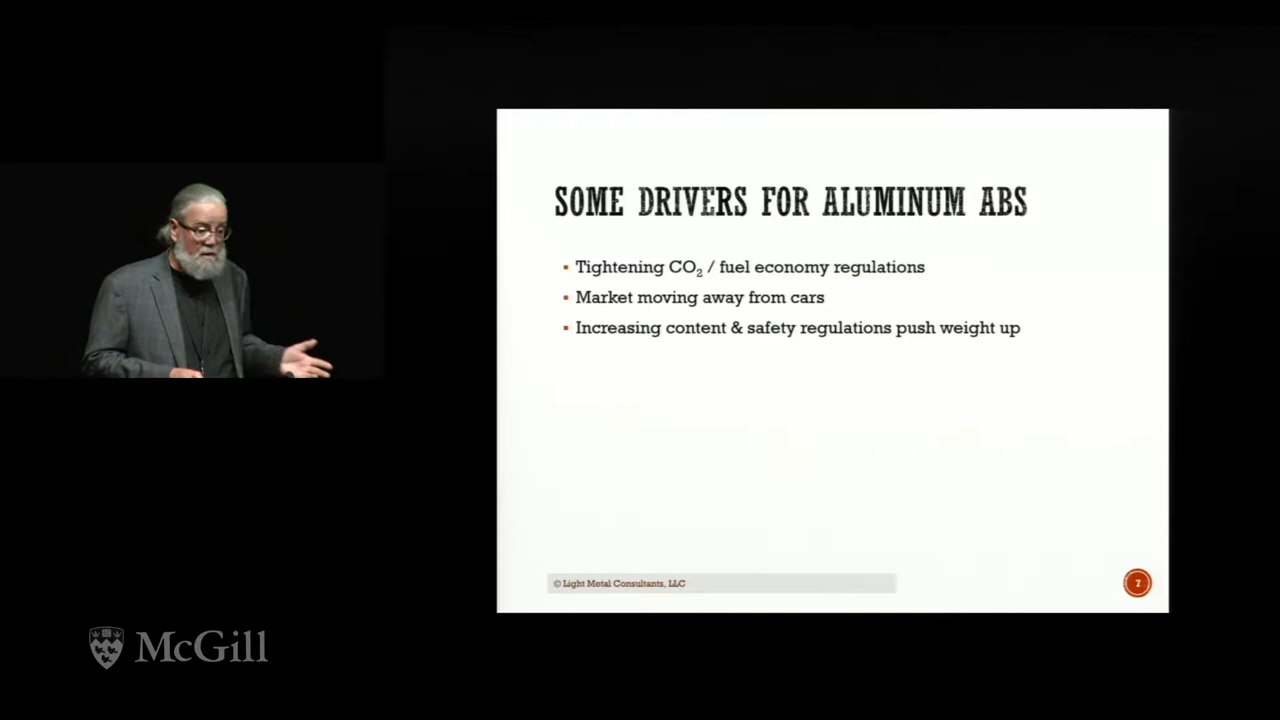 SOME DRIVERS FOR ALUMINUM ABS
▪ Tightening CO₂ / fuel economy regulations
▪ Market moving away from cars
▪ Increasing content & safety regulations push weight up
© Light Metal Consultants, LLC
7
McGill